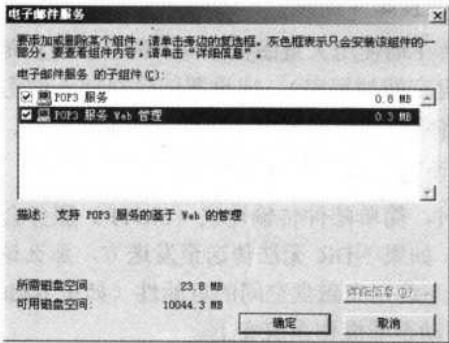 电子邮件服务
要添加或删除某个组件，请单击旁边的复选框。灰色框表示只会安装该组件的一
部分。要查看组件内容，请单击“详细信息”。
电子邮件服务 的子组件(C):
POP3 服务 0.8 MB
POP3 服务 Web 管理 0.3 MB
描述: 支持 POP3 服务的基于 Web 的管理
所需磁盘空间 23.8 MB
可用磁盘空间: 10044.3 MB
详细信息(D)
确定 取消